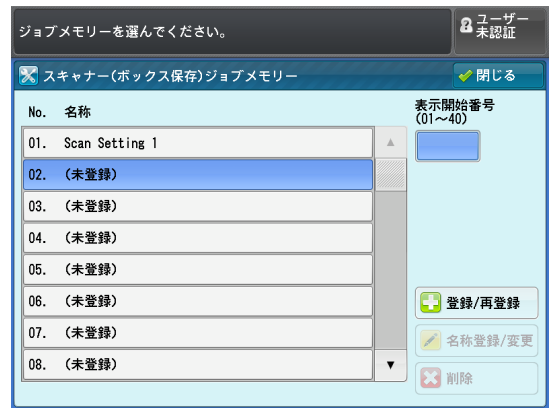 ジョブメモリーを選んでください。
ユーザー
未認証
スキャナー(ボックス保存)ジョブメモリー
閉じる
No. 名称
表示開始番号
(01～40)
01. Scan Setting 1
02. (未登録)
03. (未登録)
04. (未登録)
05. (未登録)
06. (未登録)
07. (未登録)
08. (未登録)
登録/再登録
名称登録/変更
削除